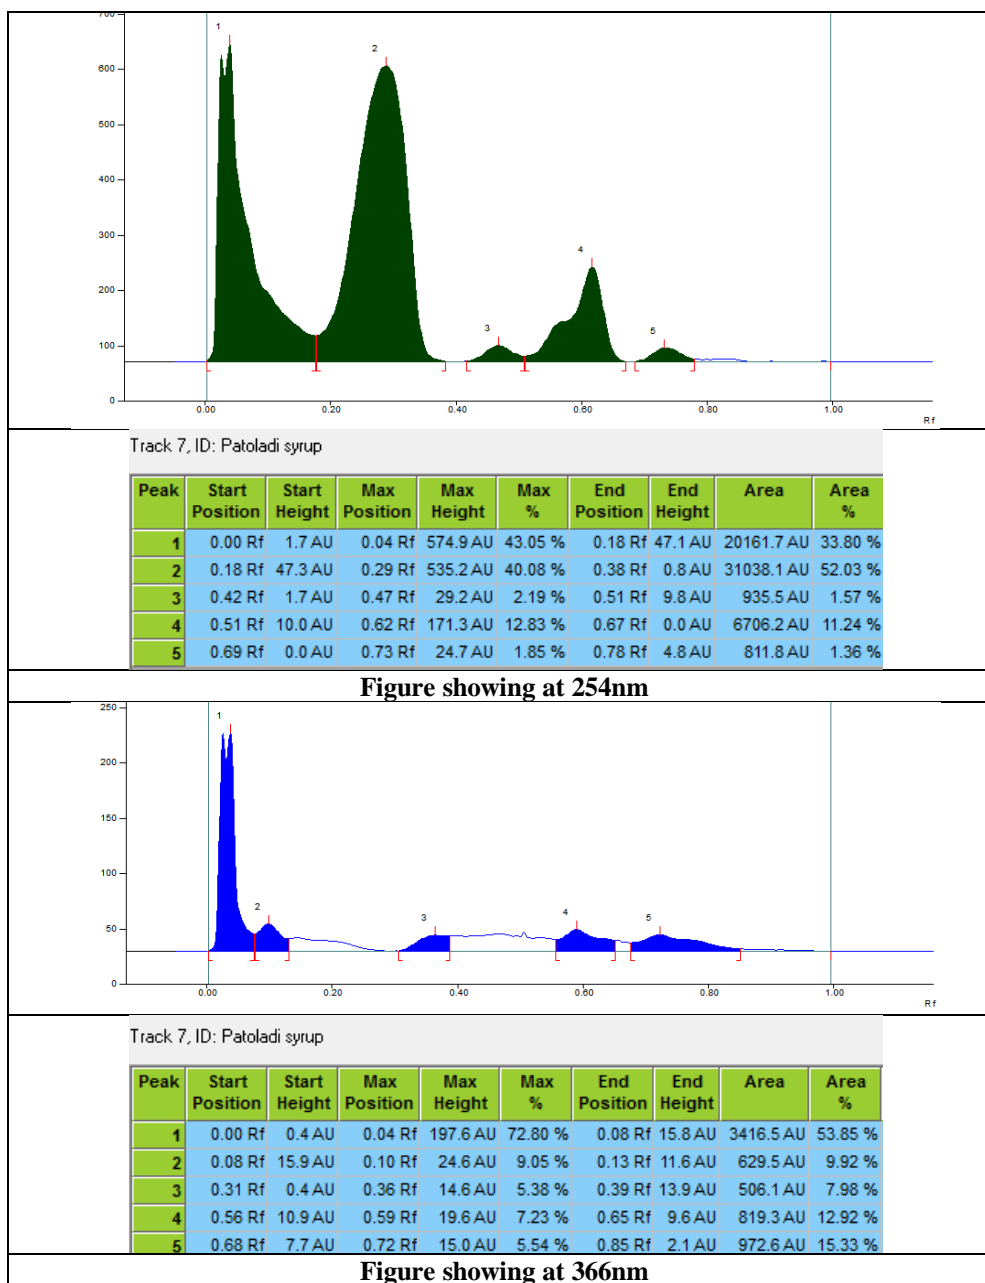 700
600
500
400
300
200
100
0
1
2
3
4
5
0.00 0.20 0.40 0.60 0.80 1.00
Rf
Track 7, ID: Patoladi syrup
Peak Start Position Start Height Max Position Max Height Max % End Position End Height Area Area %
1 0.00 Rf 1.7 AU 0.04 Rf 574.9 AU 43.05 % 0.18 Rf 47.1 AU 20161.7 AU 33.80 %
2 0.18 Rf 47.3 AU 0.29 Rf 535.2 AU 40.08 % 0.38 Rf 0.8 AU 31038.1 AU 52.03 %
3 0.42 Rf 1.7 AU 0.47 Rf 29.2 AU 2.19 % 0.51 Rf 9.8 AU 935.5 AU 1.57 %
4 0.51 Rf 10.0 AU 0.62 Rf 171.3 AU 12.83 % 0.67 Rf 0.0 AU 6706.2 AU 11.24 %
5 0.69 Rf 0.0 AU 0.73 Rf 24.7 AU 1.85 % 0.78 Rf 4.8 AU 811.8 AU 1.36 %
Figure showing at 254nm
250
200
150
100
50
0
1
2
3
4
5
0.00 0.20 0.40 0.60 0.80 1.00
Rf
Track 7, ID: Patoladi syrup
Peak Start Position Start Height Max Position Max Height Max % End Position End Height Area Area %
1 0.00 Rf 0.4 AU 0.04 Rf 197.6 AU 72.80 % 0.08 Rf 15.8 AU 3416.5 AU 53.85 %
2 0.08 Rf 15.9 AU 0.10 Rf 24.6 AU 9.05 % 0.13 Rf 11.6 AU 629.5 AU 9.92 %
3 0.31 Rf 0.4 AU 0.36 Rf 14.6 AU 5.38 % 0.39 Rf 13.9 AU 506.1 AU 7.98 %
4 0.56 Rf 10.9 AU 0.59 Rf 19.6 AU 7.23 % 0.65 Rf 9.6 AU 819.3 AU 12.92 %
5 0.68 Rf 7.7 AU 0.72 Rf 15.0 AU 5.54 % 0.85 Rf 2.1 AU 972.6 AU 15.33 %
Figure showing at 366nm